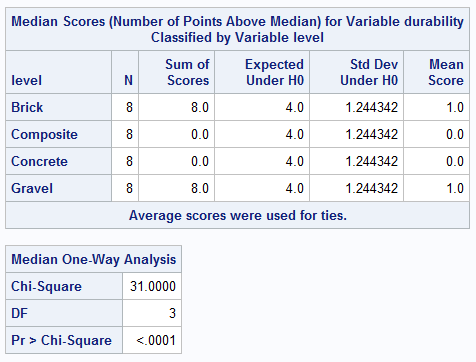 Median Scores (Number of Points Above Median) for Variable durability
Classified by Variable level
level N Sum of Scores Expected Under H0 Std Dev Under H0 Mean Score
Brick 8 8.0 4.0 1.244342 1.0
Composite 8 0.0 4.0 1.244342 0.0
Concrete 8 0.0 4.0 1.244342 0.0
Gravel 8 8.0 4.0 1.244342 1.0
Average scores were used for ties.
Median One-Way Analysis
Chi-Square 31.0000
DF 3
Pr > Chi-Square <.0001